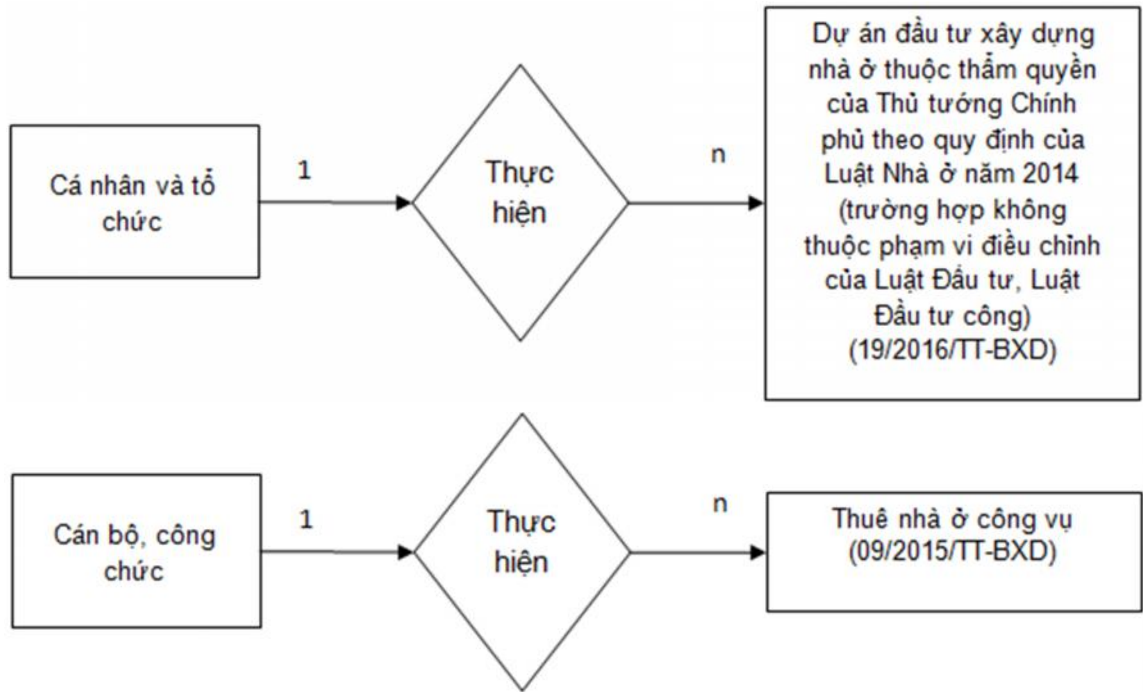 Cá nhân và tổ
chức
1
Thực
hiện
n
Dự án đầu tư xây dựng
nhà ở thuộc thẩm quyền
của Thủ tướng Chính
phủ theo quy định của
Luật Nhà ở năm 2014
(trường hợp không
thuộc phạm vi điều chỉnh
của Luật Đầu tư, Luật
Đầu tư công)
(19/2016/TT-BXD)
Cán bộ, công
chức
1
Thực
hiện
n
Thuê nhà ở công vụ
(09/2015/TT-BXD)